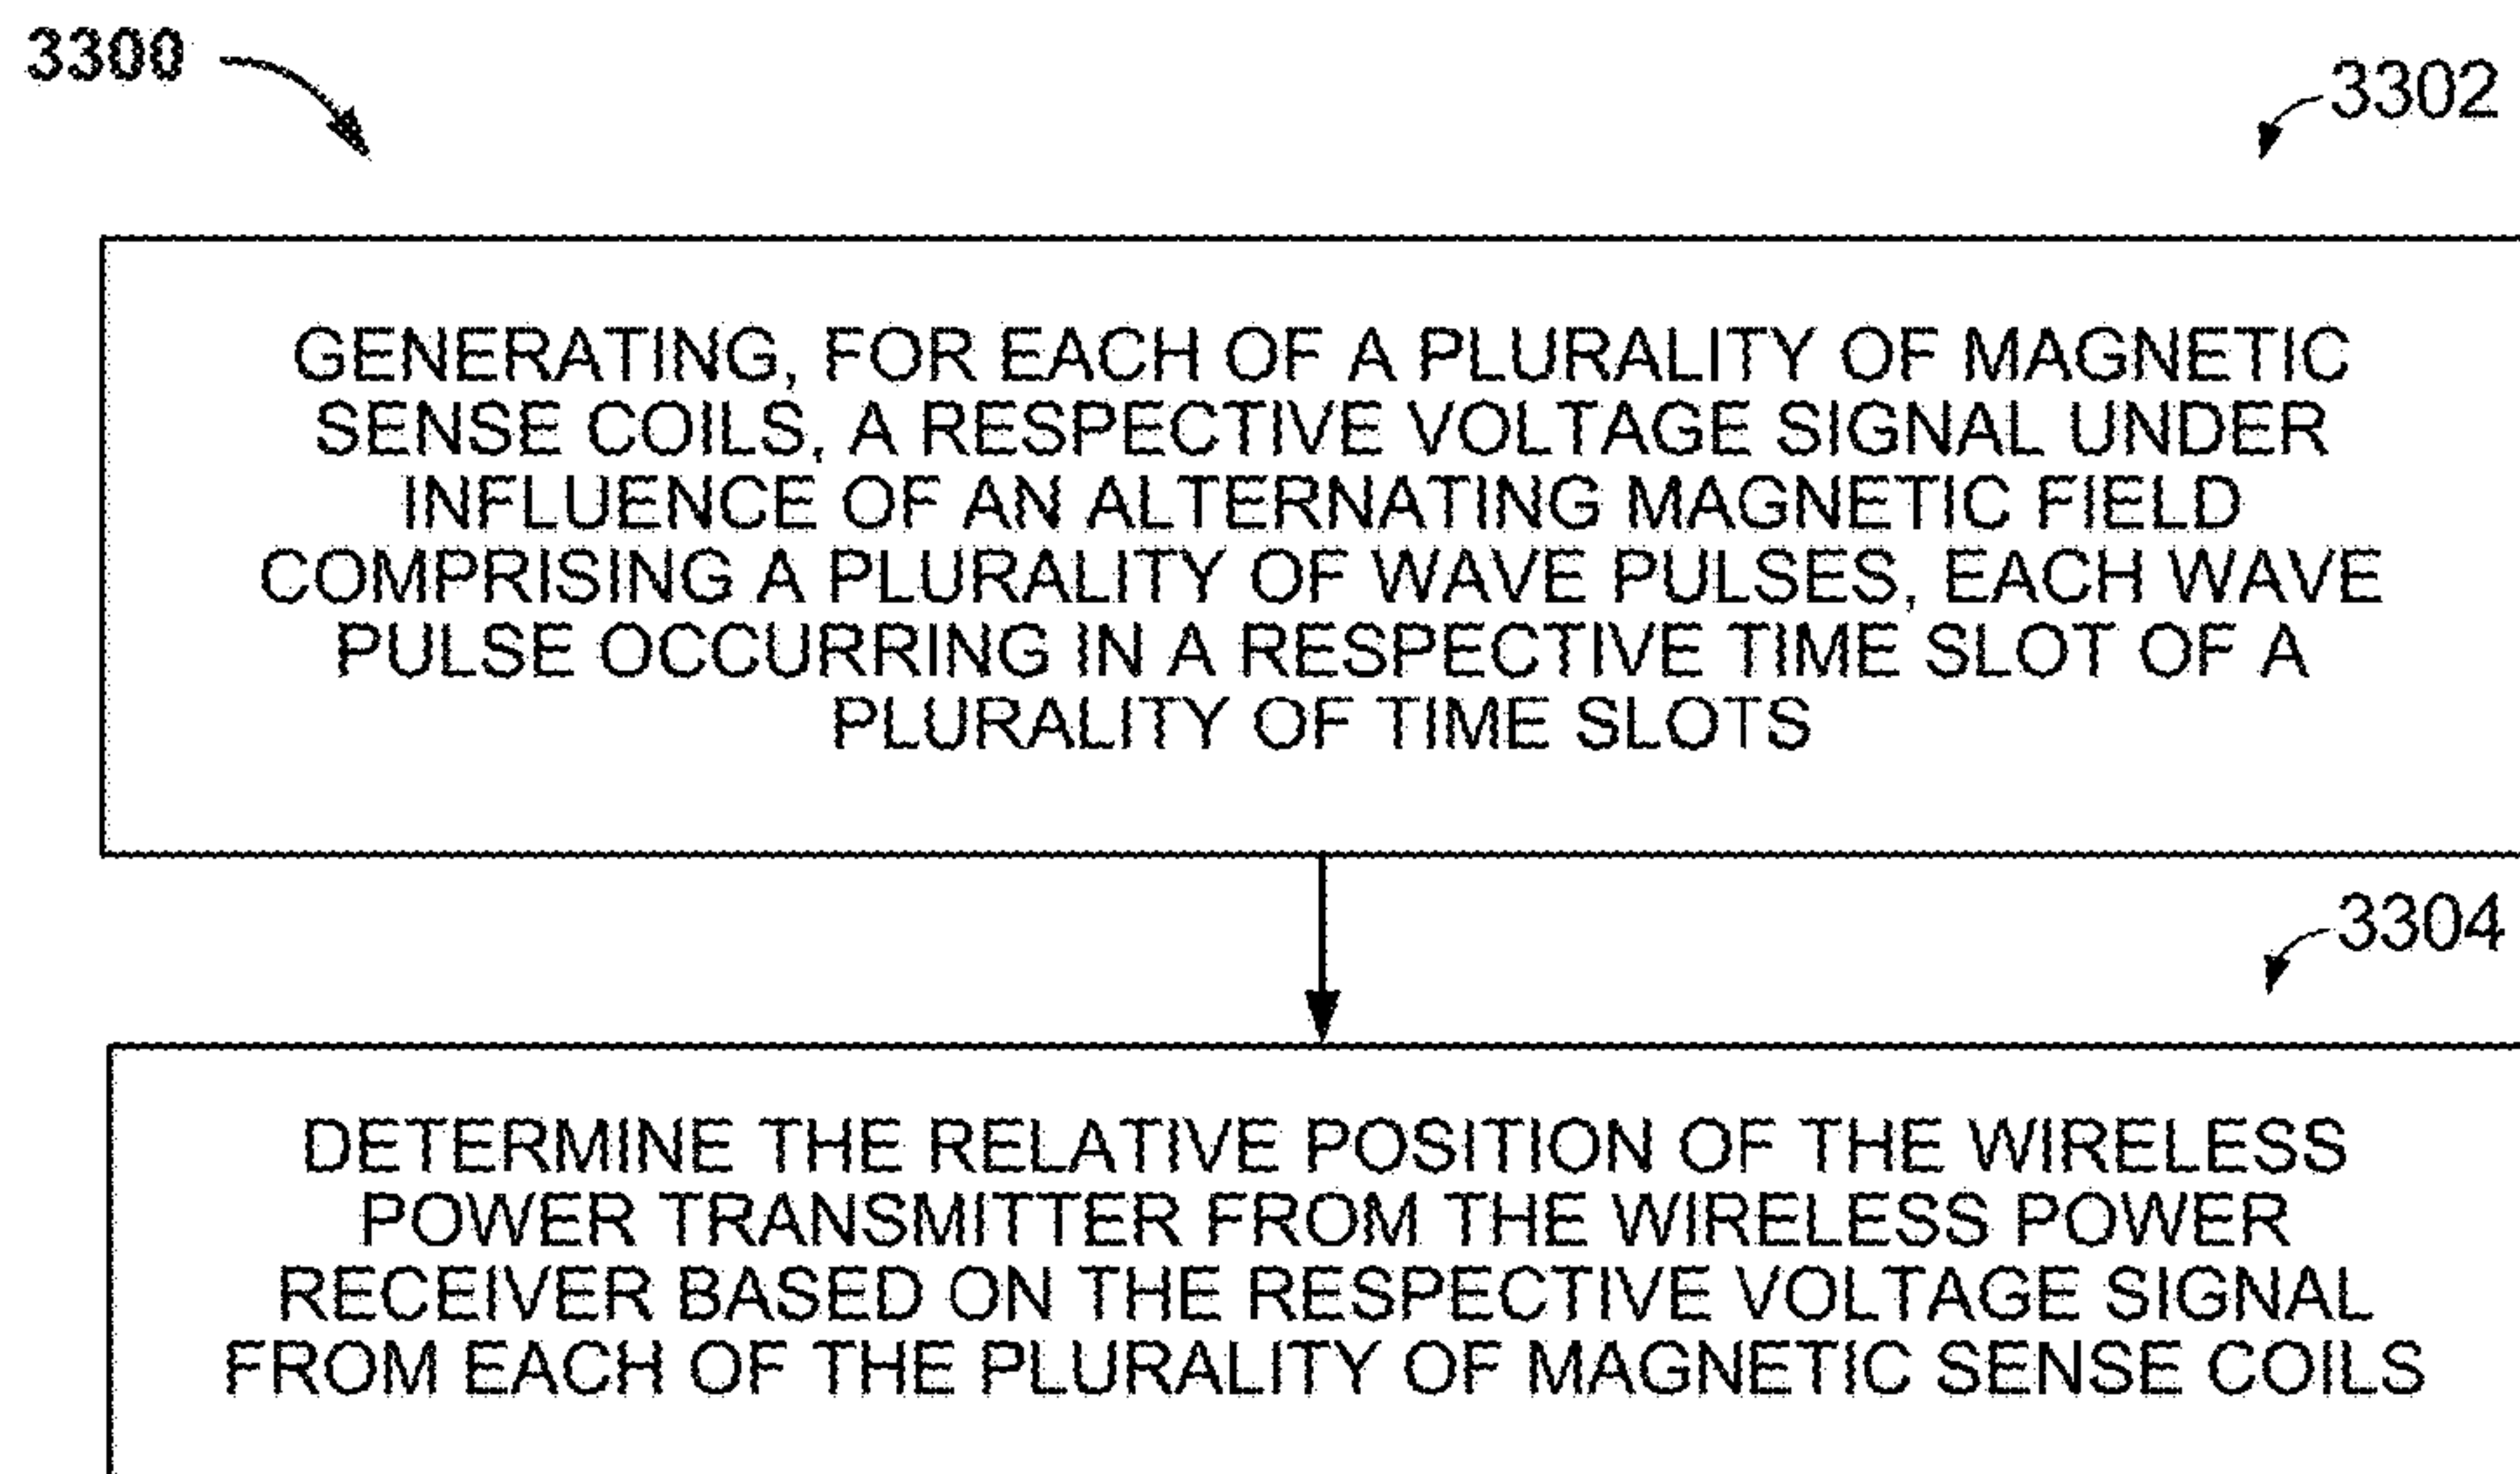 3300
3302
GENERATING, FOR EACH OF A PLURALITY OF MAGNETIC
SENSE COILS, A RESPECTIVE VOLTAGE SIGNAL UNDER
INFLUENCE OF AN ALTERNATING MAGNETIC FIELD
COMPRISING A PLURALITY OF WAVE PULSES, EACH WAVE
PULSE OCCURRING IN A RESPECTIVE TIME SLOT OF A
PLURALITY OF TIME SLOTS
3304
DETERMINE THE RELATIVE POSITION OF THE WIRELESS
POWER TRANSMITTER FROM THE WIRELESS POWER
RECEIVER BASED ON THE RESPECTIVE VOLTAGE SIGNAL
FROM EACH OF THE PLURALITY OF MAGNETIC SENSE COILS